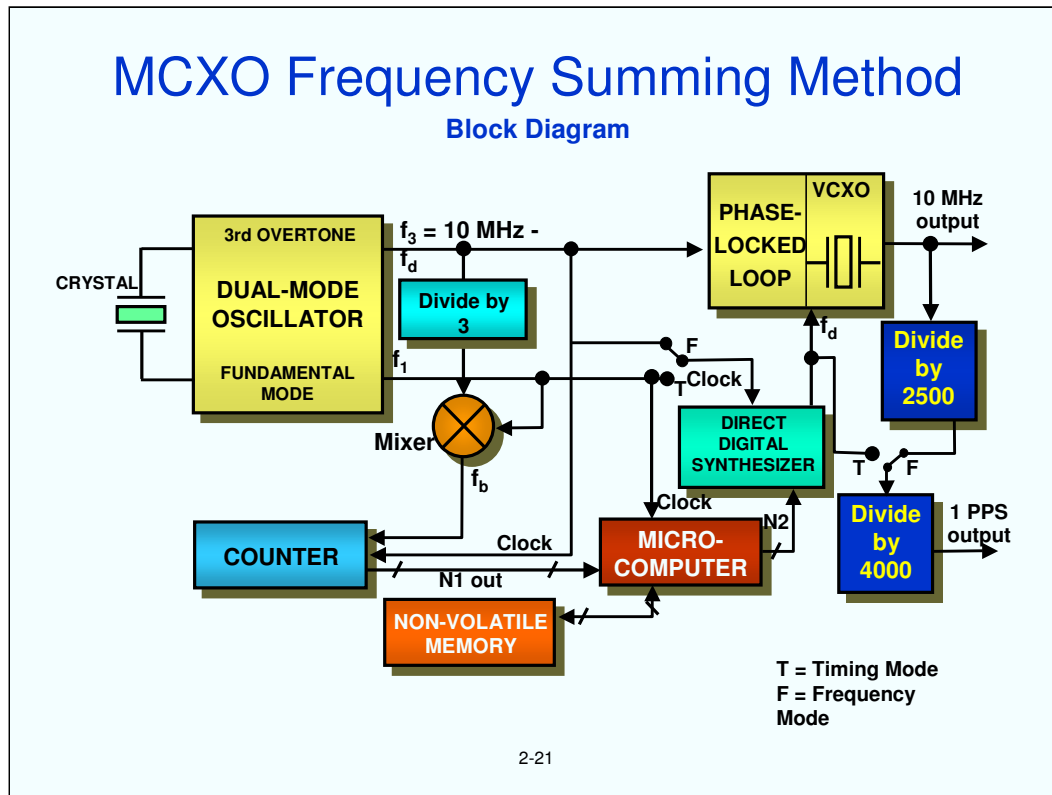 MCXO Frequency Summing Method
Block Diagram
CRYSTAL
3rd OVERTONE
DUAL-MODE
OSCILLATOR
FUNDAMENTAL
MODE
f3 = 10 MHz -
fd
Divide by
3
f1
Mixer
fb
PHASE-
LOCKED
LOOP
VCXO
10 MHz
output
fd
F
T
Clock
Divide
by
2500
DIRECT
DIGITAL
SYNTHESIZER
T
F
COUNTER
Clock
N1 out
Clock
MICRO-
COMPUTER
N2
Divide
by
4000
1 PPS
output
NON-VOLATILE
MEMORY
T = Timing Mode
F = Frequency
Mode
2-21